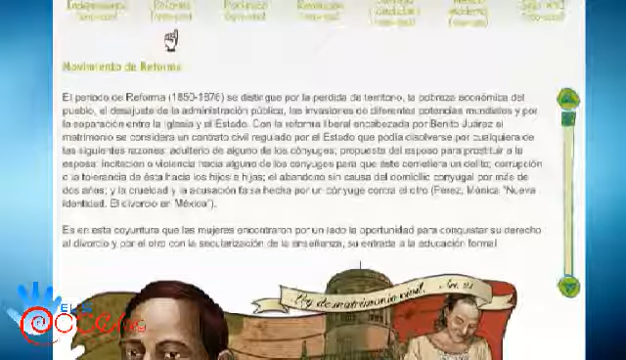 Independencia Reforma Porfiriato Revolución
Movimiento de Reforma
El periodo de Reforma (1850-1876) se distingue por la perdida de territorio, la pobreza económica del
pueblo, el desajuste de la administración pública, las invasiones de diferentes potencias mundiales y por
la separación entre la iglesia y el Estado. Con la reforma liberal encabezada por Benito Juárez el
matrimonio se considera un contrato civil regulado por el Estado que podía disolverse por cualquiera de
las siguientes razones: adulterio de alguno de los cónyuges; propuesta del esposo para prostituir a la
esposa; incitación o violencia hacia alguno de los cónyuges para que éste cometiera un delito; corrupción
o la tolerancia de ésta hacia los hijos e hijas; el abandono sin causa del domicilio conyugal por más de
dos años; y la crueldad y la acusación falsa hecha por un cónyuge contra el otro (Pérez, Mónica "Nueva
Identidad. El divorcio en México").
Es en esta coyuntura que las mujeres encontraron por un lado la oportunidad para conquistar su derecho
al divorcio y por el otro con la secularización de la enseñanza, su entrada a la educación formal
Ley de matrimonio civil.